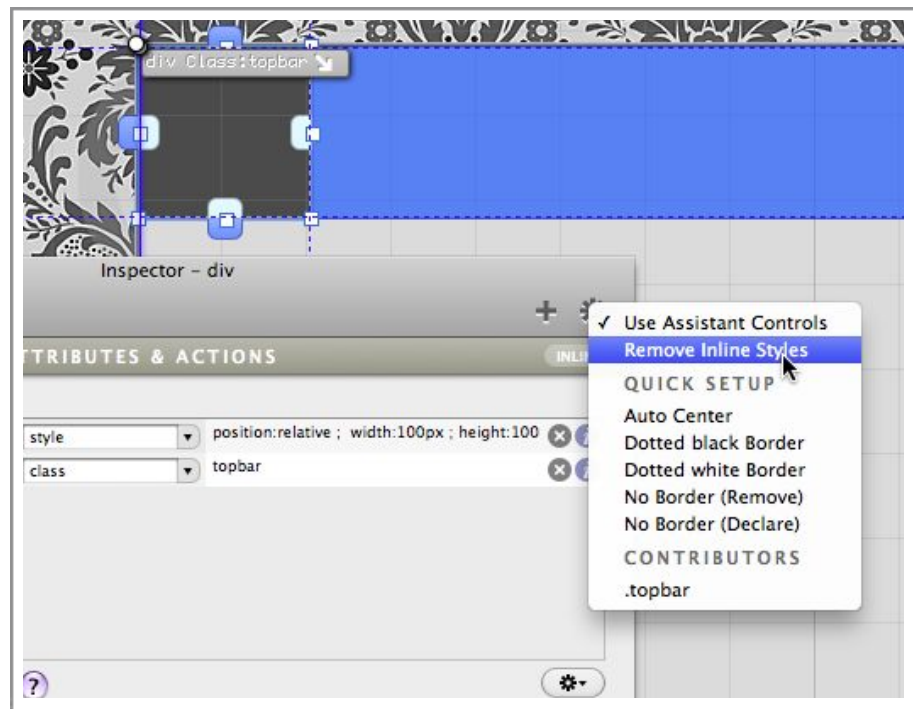 div Class:topbar
Inspector – div
TTRIBUTES & ACTIONS
INLI
style
position:relative ; width:100px ; height:100
class
topbar
✓ Use Assistant Controls
Remove Inline Styles
QUICK SETUP
Auto Center
Dotted black Border
Dotted white Border
No Border (Remove)
No Border (Declare)
CONTRIBUTORS
.topbar
?